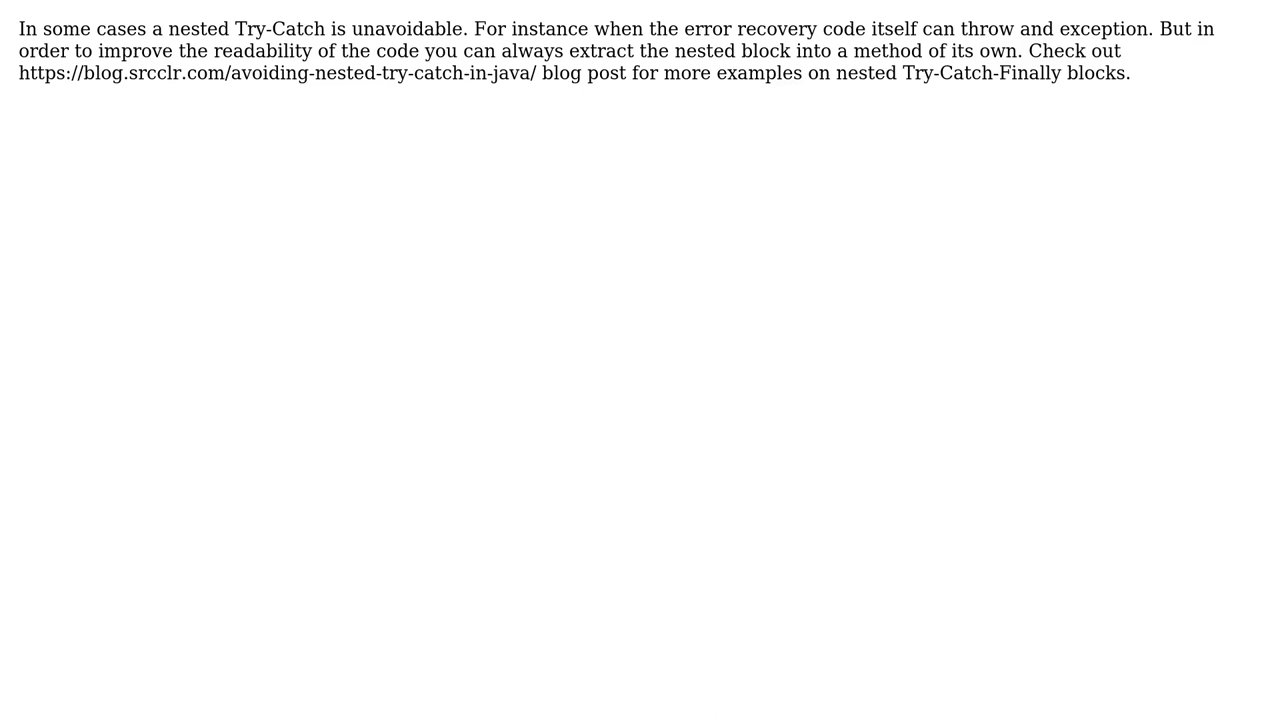 In some cases a nested Try-Catch is unavoidable. For instance when the error recovery code itself can throw and exception. But in
order to improve the readability of the code you can always extract the nested block into a method of its own. Check out
https://blog.srcclr.com/avoiding-nested-try-catch-in-java/ blog post for more examples on nested Try-Catch-Finally blocks.